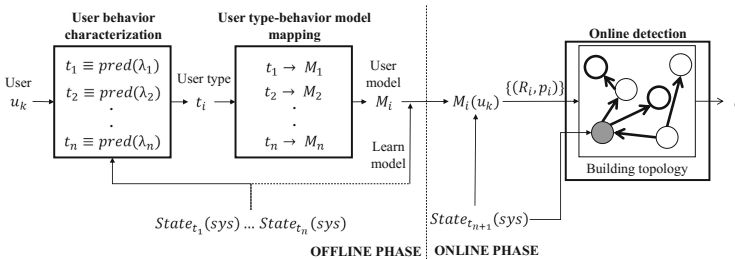 User behavior
characterization
User type-behavior model
mapping
Online detection
User
u_k
t_1 ≡ pred(λ_1)
t_2 ≡ pred(λ_2)
.
.
t_n ≡ pred(λ_n)
User type
t_i
t_1 → M_1
t_2 → M_2
.
.
t_n → M_n
User
model
M_i
Learn
model
M_i(u_k)
{(R_i, p_i)}
Building topology
State_{t_1}(sys) … State_{t_n}(sys)
State_{t_{n+1}}(sys)
OFFLINE PHASE
ONLINE PHASE